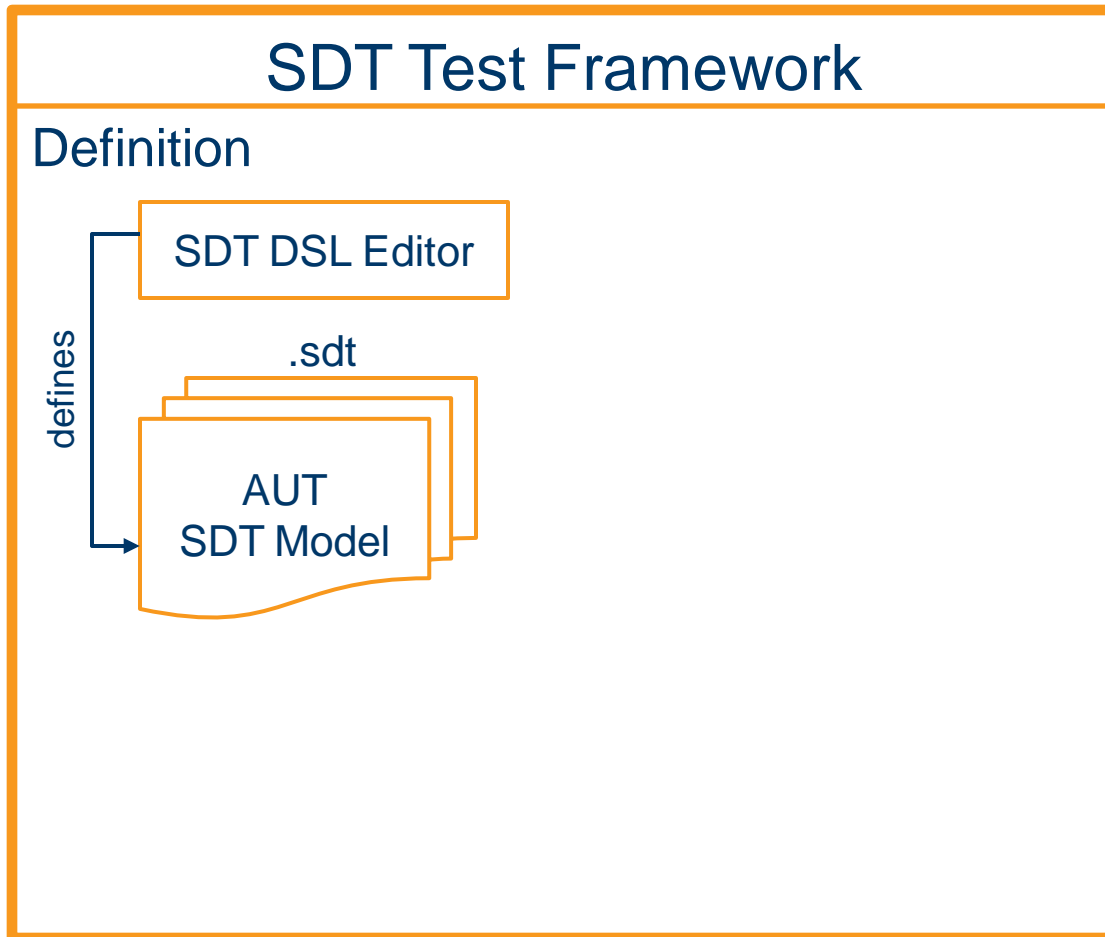 SDT Test Framework
Definition
SDT DSL Editor
defines
.sdt
AUT
SDT Model